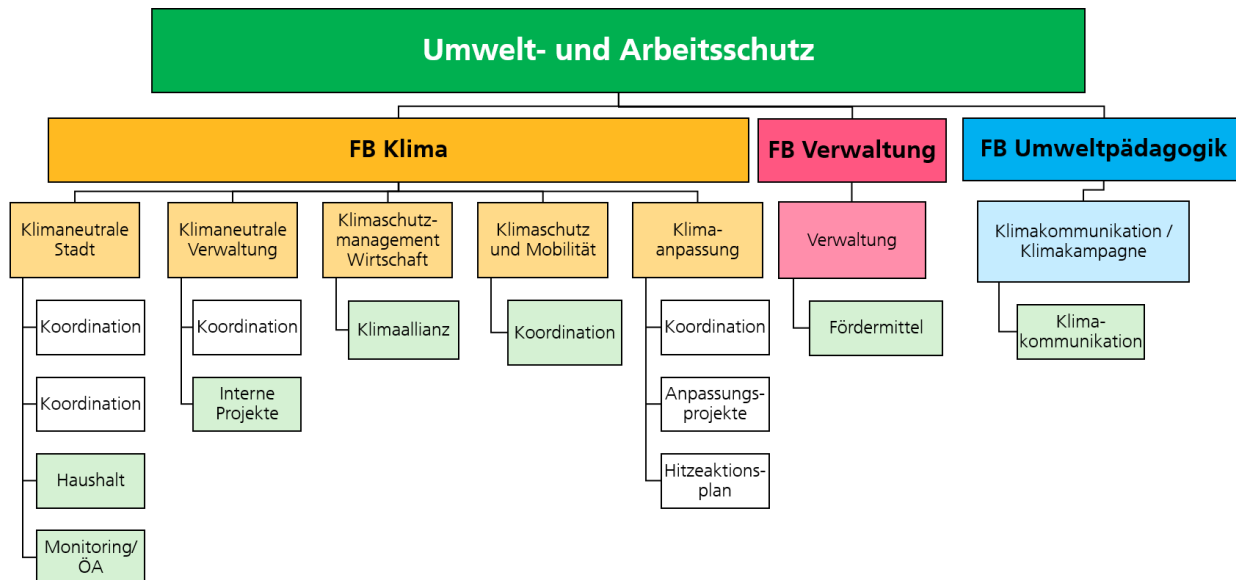 Umwelt- und Arbeitsschutz
FB Klima
FB Verwaltung
FB Umweltpädagogik
Klimaneutrale
Stadt
Klimaneutrale
Verwaltung
Klimaschutz-
management
Wirtschaft
Klimaschutz
und Mobilität
Klima-
anpassung
Verwaltung
Klimakommunikation /
Klimakampagne
Koordination
Koordination
Haushalt
Monitoring/
ÖA
Koordination
Interne
Projekte
Klimaallianz
Koordination
Koordination
Anpassungs-
projekte
Hitzeaktions-
plan
Fördermittel
Klima-
kommunikation